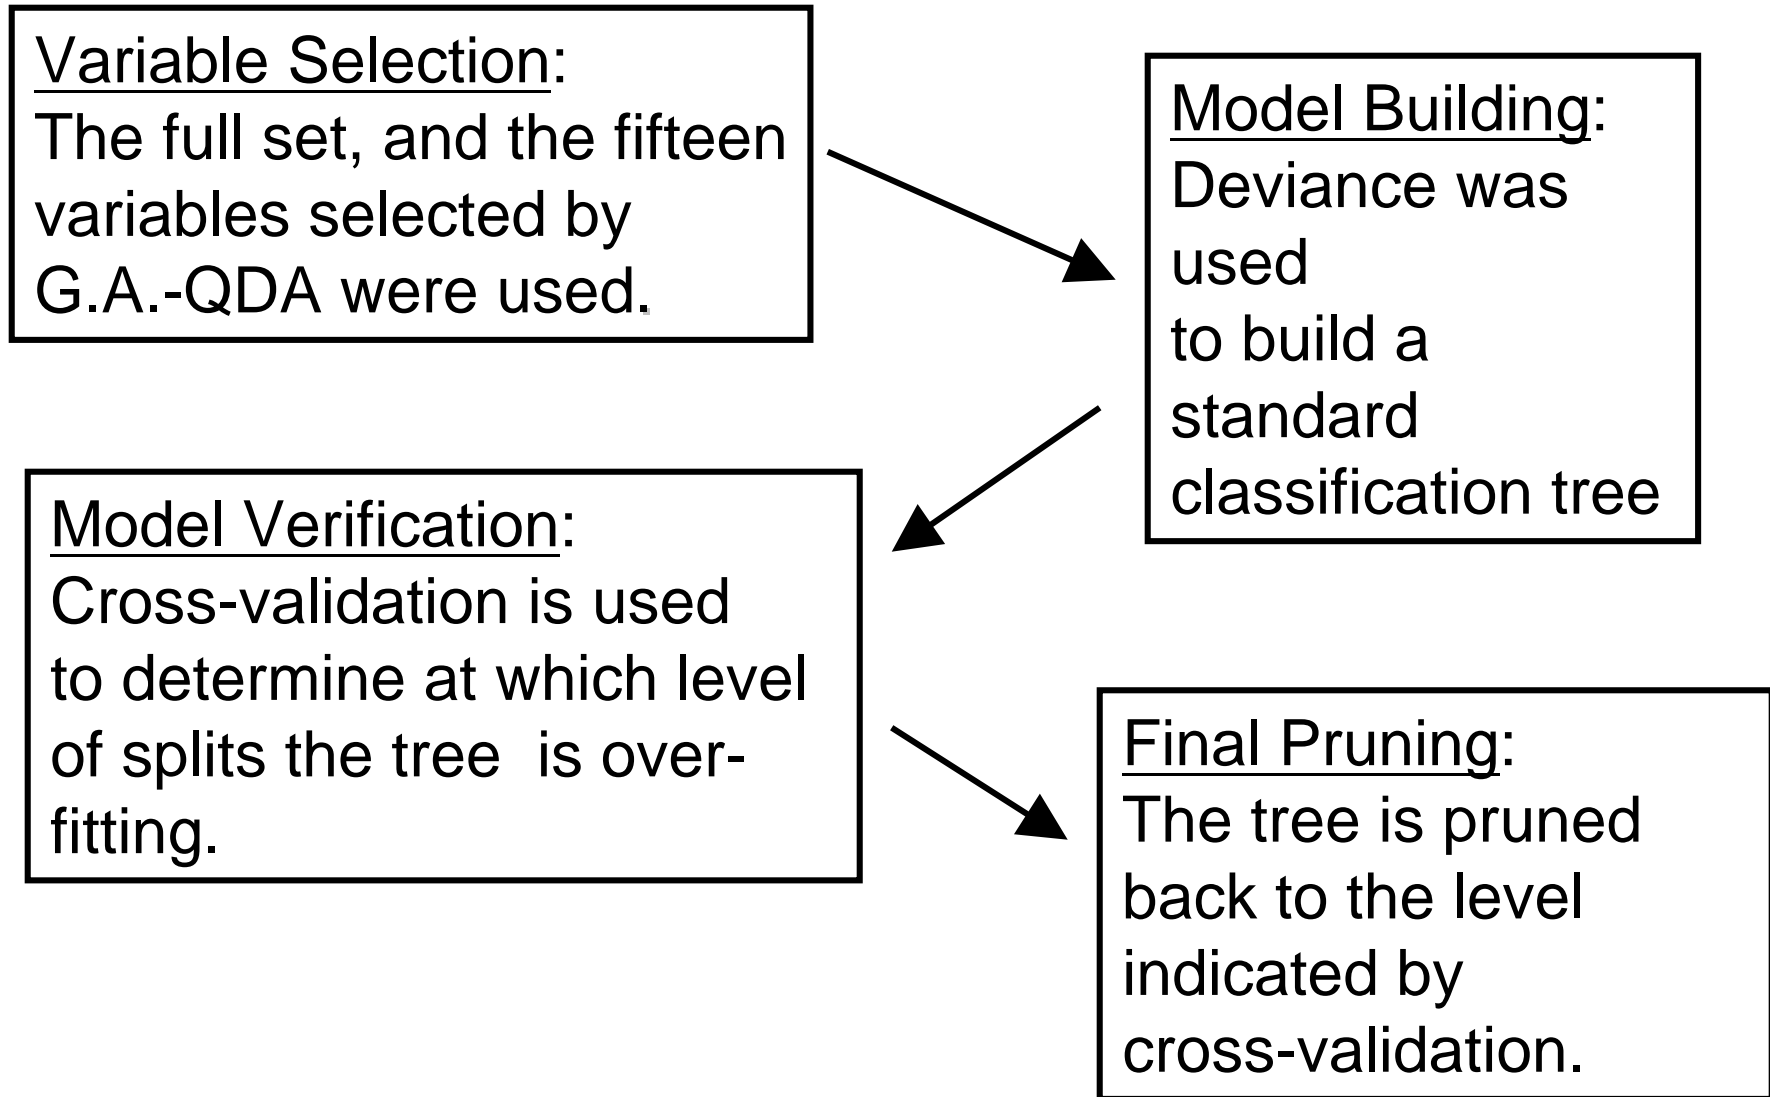 Variable Selection:
The full set, and the fifteen
variables selected by
G.A.-QDA were used.
Model Building:
Deviance was
used
to build a
standard
classification tree
Model Verification:
Cross-validation is used
to determine at which level
of splits the tree  is over-
fitting.
Final Pruning:
The tree is pruned
back to the level
indicated by
cross-validation.